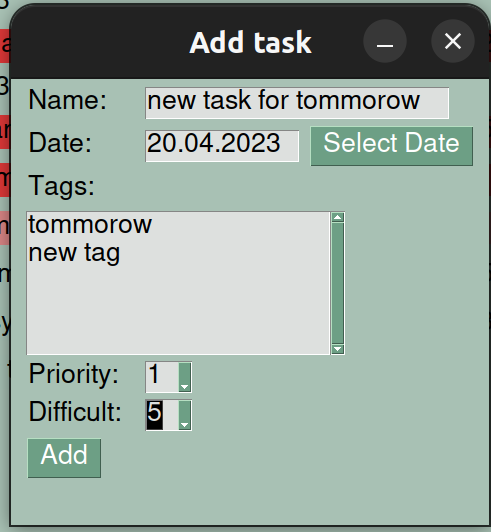 Add task
Name: new task for tommorow
Date: 20.04.2023 Select Date
Tags:
tommorow
new tag
Priority: 1
Difficult: 5
Add